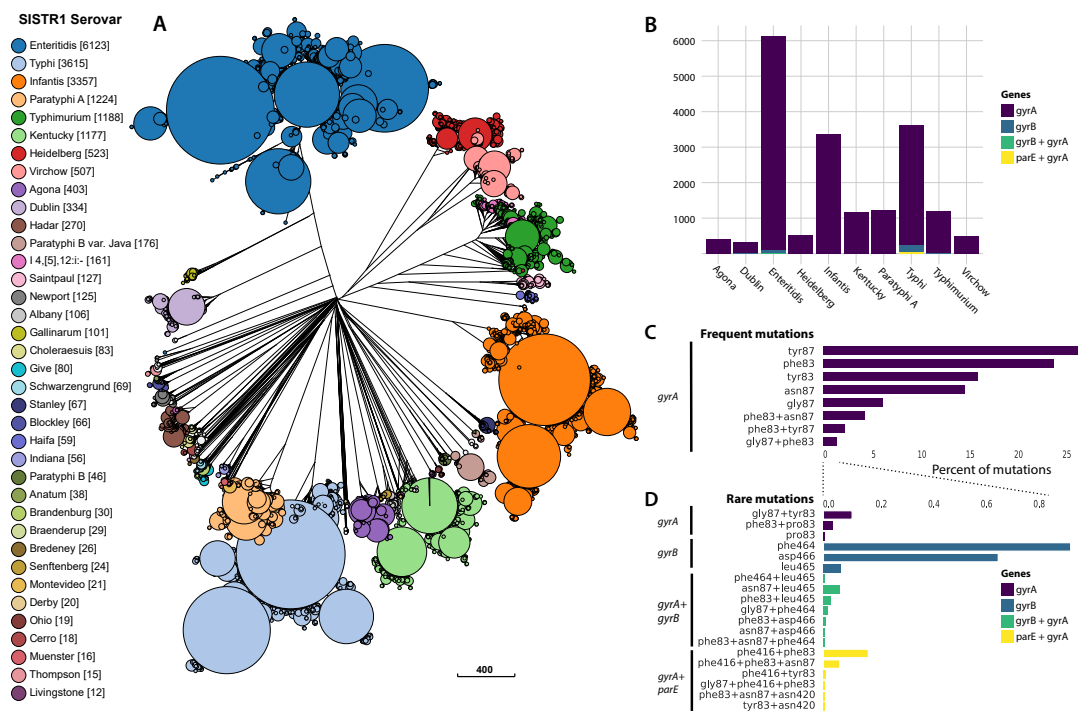 SISTR1 Serovar
Enteritidis [6123]
Typhi [3615]
Infantis [3357]
Paratyphi A [1224]
Typhimurium [1188]
Kentucky [1177]
Heidelberg [523]
Virchow [507]
Agona [403]
Dublin [334]
Hadar [270]
Paratyphi B var. Java [176]
I 4,[5],12:i:- [161]
Saintpaul [127]
Newport [125]
Albany [106]
Gallinarum [101]
Choleraesuis [83]
Give [80]
Schwarzengrund [69]
Stanley [67]
Blockley [66]
Haifa [59]
Indiana [56]
Paratyphi B [46]
Anatum [38]
Brandenburg [30]
Braenderup [29]
Bredeney [26]
Senftenberg [24]
Montevideo [21]
Derby [20]
Ohio [19]
Cerro [18]
Muenster [16]
Thompson [15]
Livingstone [12]
A
400
B
6000
5000
4000
3000
2000
1000
Agona
Dublin
Enteritidis
Heidelberg
Infantis
Kentucky
Paratyphi A
Typhi
Typhimurium
Virchow
Genes
gyrA
gyrB
gyrB + gyrA
parE + gyrA
C
Frequent mutations
gyrA
tyr87
phe83
tyr83
asn87
gly87
phe83+asn87
phe83+tyr87
gly87+phe83
0
5
10
15
20
25
Percent of mutations
D
Rare mutations
0.0
0.2
0.4
0.6
0.8
gyrA
gly87+tyr83
phe83+pro83
pro83
gyrB
phe464
asp466
leu465
gyrA+
gyrB
phe464+leu465
asn87+leu465
phe83+leu465
gly87+phe464
phe83+asp466
asn87+asp466
phe83+asn87+phe464
gyrA+
parE
phe416+phe83
phe416+phe83+asn87
phe416+tyr83
gly87+phe416+phe83
phe83+asn87+asn420
tyr83+asn420
Genes
gyrA
gyrB
gyrB + gyrA
parE + gyrA